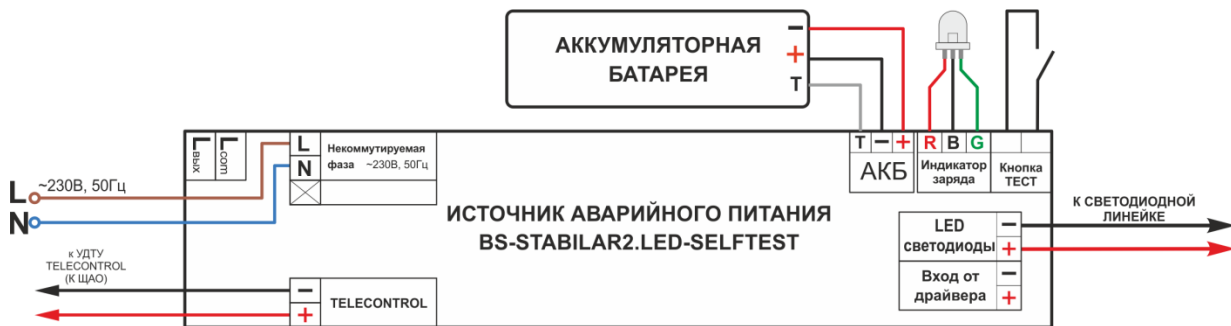 АККУМУЛЯТОРНАЯ
БАТАРЕЯ
−
+
T
Lвых
Lcom
L
N
Некоммутируемая
фаза ~230В, 50Гц
T − +
АКБ
R B G
Индикатор
заряда
Кнопка
ТЕСТ
L ~230В, 50Гц
N
ИСТОЧНИК АВАРИЙНОГО ПИТАНИЯ
BS-STABILAR2.LED-SELFTEST
LED
светодиоды
−
+
Вход от
драйвера
−
+
К СВЕТОДИОДНОЙ
ЛИНЕЙКЕ
к УДТУ
TELECONTROL
(К ЩАО)
−
+
TELECONTROL